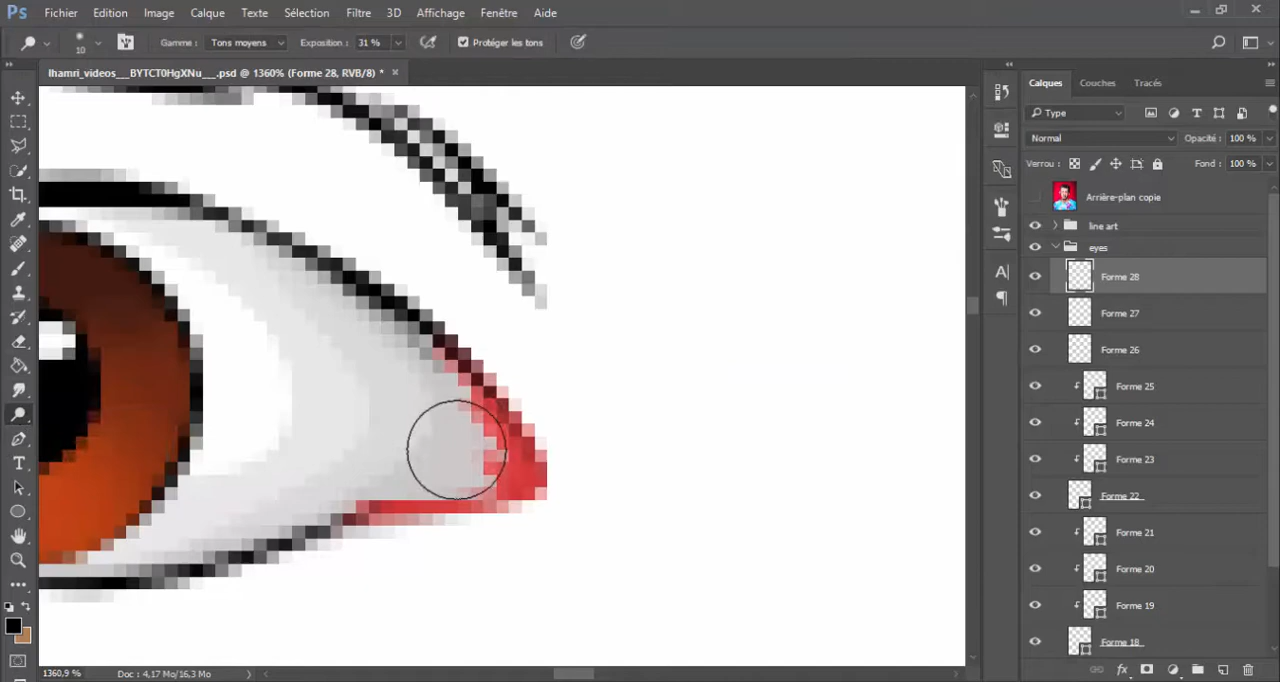 Ps Fichier Edition Image Calque Texte Sélection Filtre 3D Affichage Fenêtre Aide
10 Gamme : Tons moyens Exposition : 31 % Protéger les tons
lhamri_videos___BYTCT0HgXNu___.psd @ 1360% (Forme 28, RVB/8) *
Calques Couches Tracés
Type
Normal Opacité : 100 %
Verrou : Fond : 100 %
Arrière-plan copie
line art
eyes
Forme 28
Forme 27
Forme 26
Forme 25
Forme 24
Forme 23
Forme 22
Forme 21
Forme 20
Forme 19
Forme 18
1360,9 % Doc : 4,17 Mo/16,3 Mo